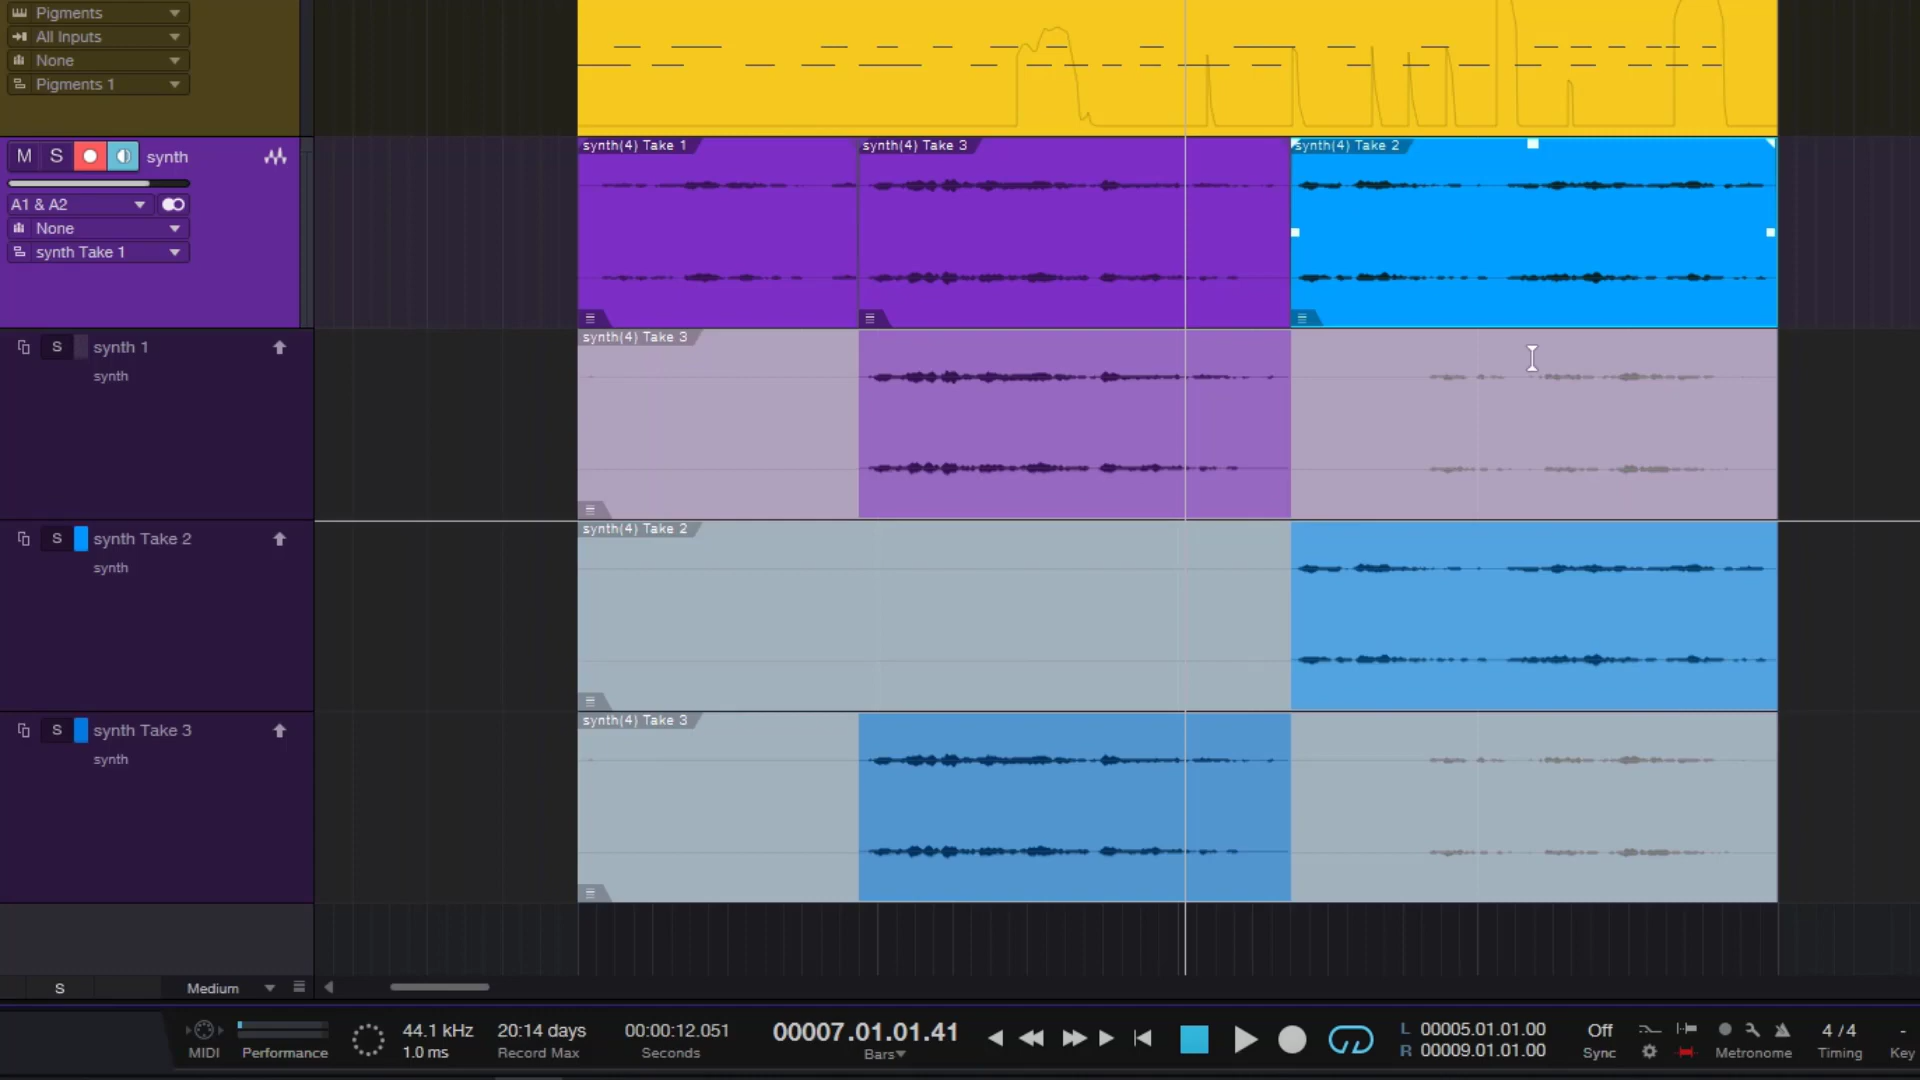 Pigments
All Inputs
None
Pigments 1
M S synth
A1 & A2
None
synth Take 1
synth(4) Take 1
synth(4) Take 3
synth(4) Take 2
S synth 1
synth
synth(4) Take 3
S synth Take 2
synth
synth(4) Take 2
S synth Take 3
synth
synth(4) Take 3
S Medium
MIDI
Performance
44.1 kHz
1.0 ms
20:14 days
Record Max
00:00:12.051
Seconds
00007.01.01.41
Bars
L 00005.01.01.00
R 00009.01.01.00
Off
Sync
Metronome
4 / 4
Timing
-
Key